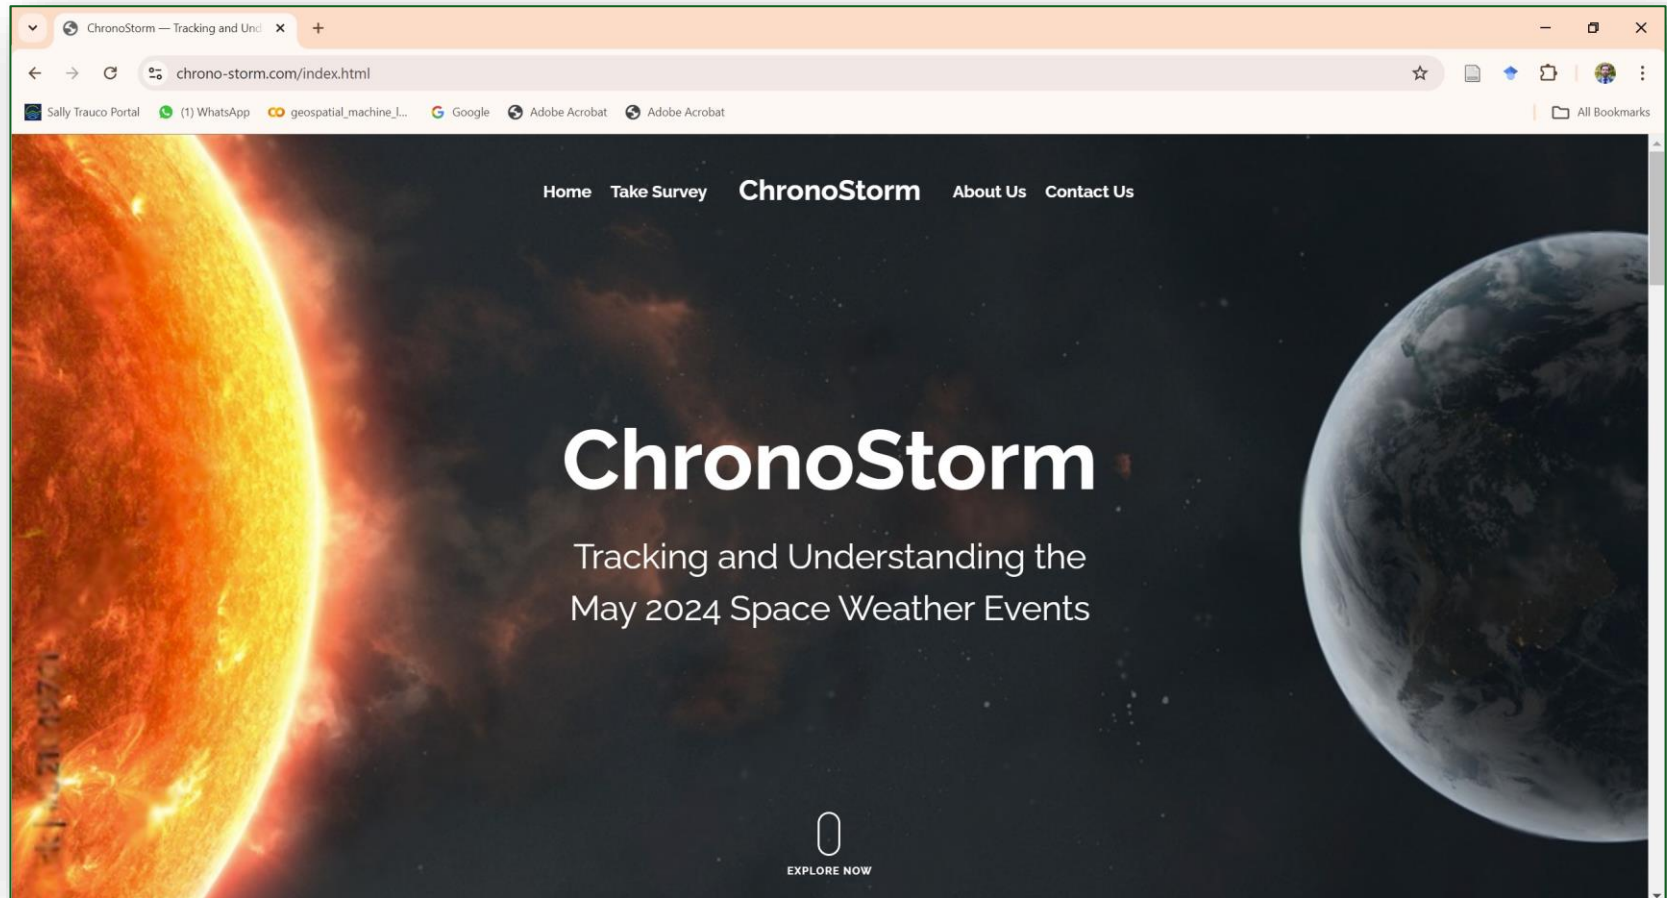 ChronoStorm — Tracking and Und
chrono-storm.com/index.html
Sally Trauco Portal (1) WhatsApp geospatial_machine_l... Google Adobe Acrobat Adobe Acrobat All Bookmarks
Home Take Survey ChronoStorm About Us Contact Us
ChronoStorm
Tracking and Understanding the
May 2024 Space Weather Events
EXPLORE NOW